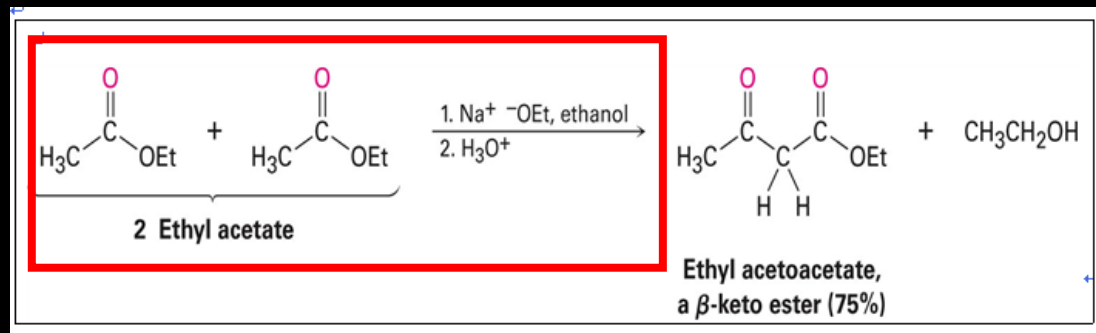 O O O O
C OEt + C OEt 1. Na⁺ ⁻OEt, ethanol C C OEt + CH₃CH₂OH
H₃C H₃C 2. H₃O⁺ H₃C C
H H
2 Ethyl acetate
Ethyl acetoacetate,
a β-keto ester (75%)